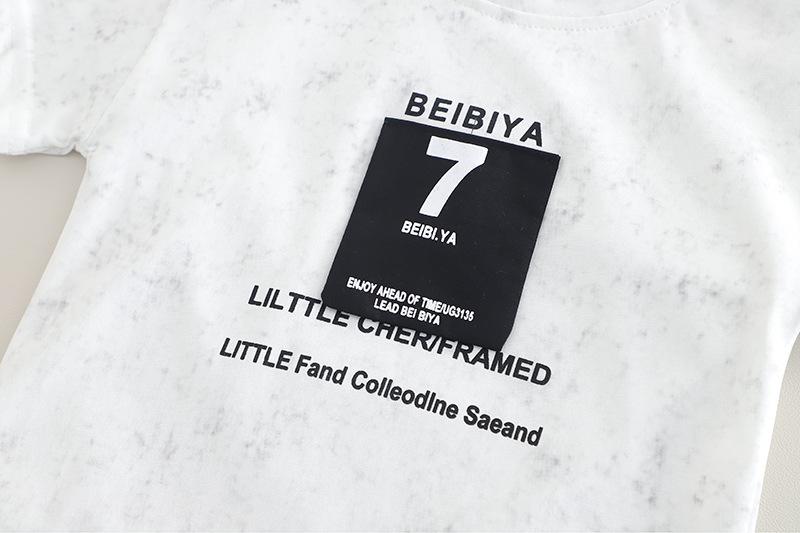 BEIBIYA
7
BEIBI.YA
ENJOY AHEAD OF TIME/UG3135
LEAD BEI BIYA
LILTTLE CHER/FRAMED
LITTLE Fand Colleodlne Saeand